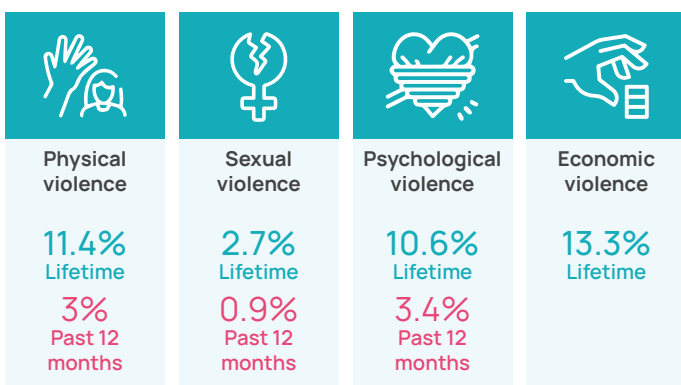 Physical
violence
11.4%
Lifetime
3%
Past 12
months
Sexual
violence
2.7%
Lifetime
0.9%
Past 12
months
Psychological
violence
10.6%
Lifetime
3.4%
Past 12
months
Economic
violence
13.3%
Lifetime